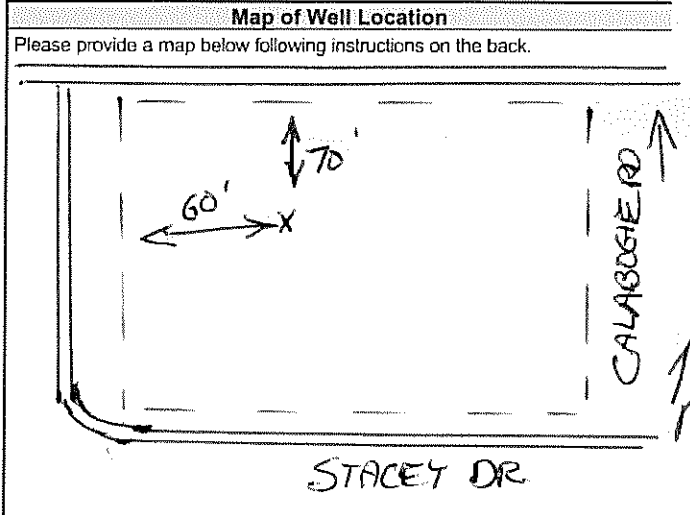 Map of Well Location
Please provide a map below following instructions on the back.
70'
60'
X
CALABOGIE RD
STACEY DR